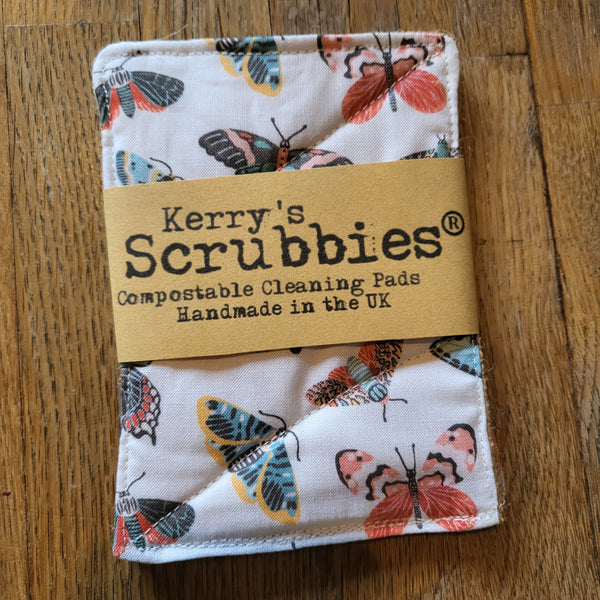 Kerry's
Scrubbies®
Compostable Cleaning Pads
Handmade in the UK